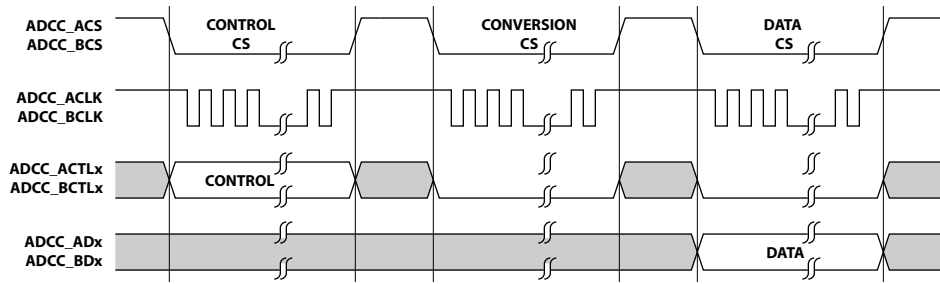 ADCC_ACS
ADCC_BCS
CONTROL
CS
CONVERSION
CS
DATA
CS
ADCC_ACLK
ADCC_BCLK
ADCC_ACTLx
ADCC_BCTLx
CONTROL
ADCC_ADx
ADCC_BDx
DATA